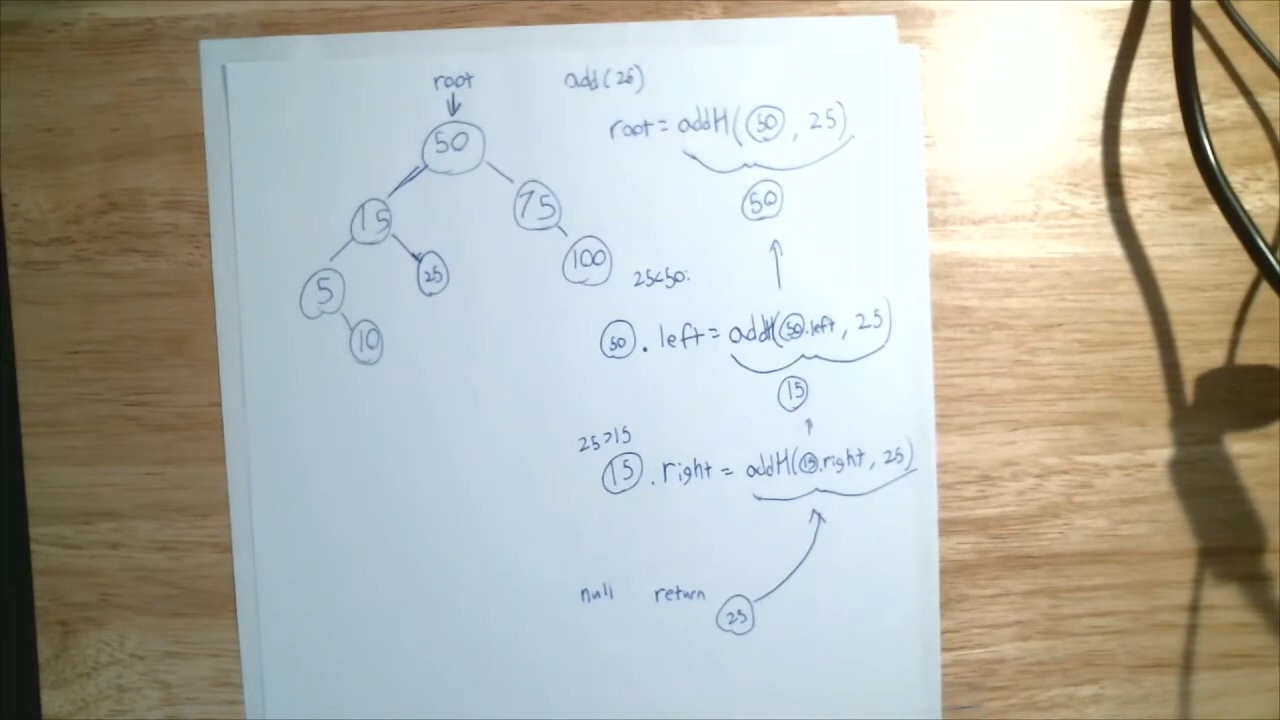 root
50
15 75
5 25 100
10
add(25)
root = addH(50, 25)
50
25<50:
50.left = addH(50.left, 25)
15
25>15
15.right = addH(15.right, 25)
null return 25